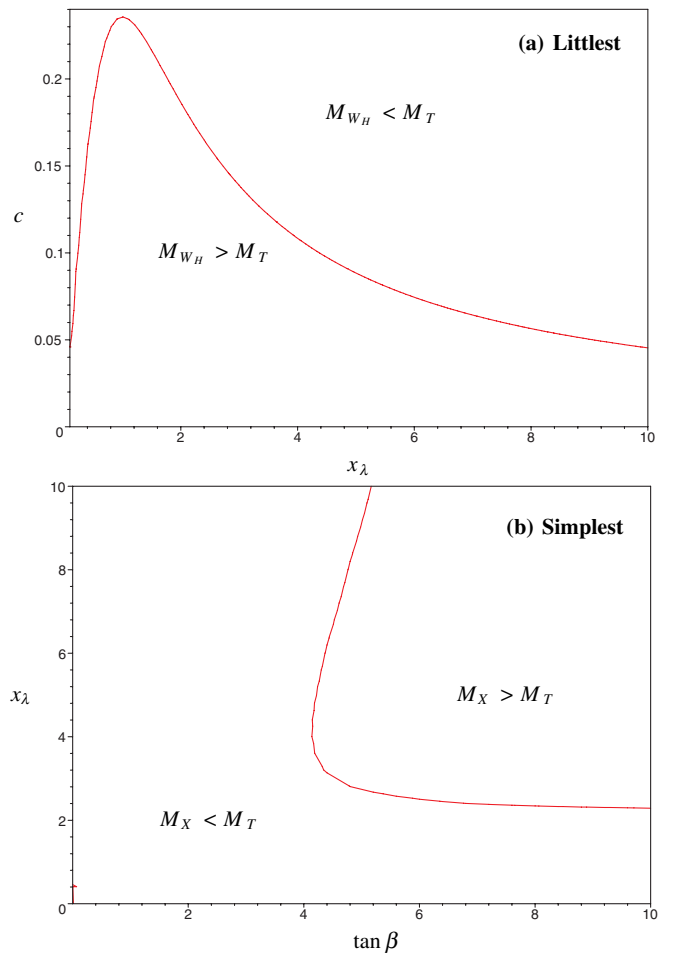 (a) Littlest
0.2
M_{W_H} < M_T
0.15
c
M_{W_H} > M_T
0.1
0.05
0 2 4 6 8 10
x_λ
10
(b) Simplest
8
6
x_λ
M_X > M_T
4
2
M_X < M_T
0 2 4 6 8 10
tan β